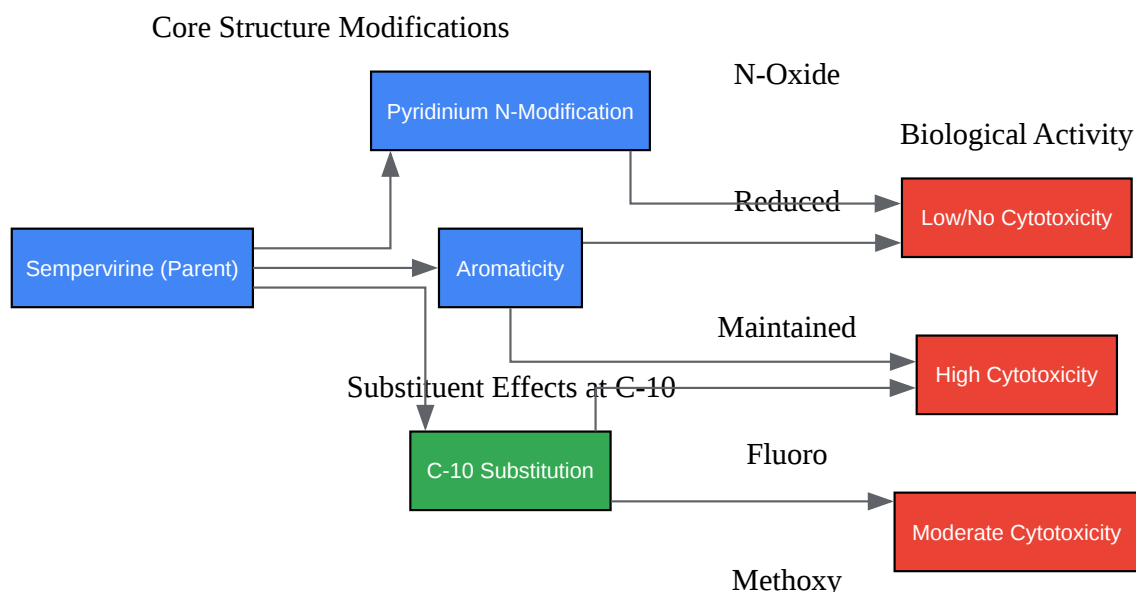 Core Structure Modifications
N-Oxide
Pyridinium N-Modification
Biological Activity
Reduced
Low/No Cytotoxicity
Sempervirine (Parent)
Aromaticity
Maintained
High Cytotoxicity
Substituent Effects at C-10
Fluoro
C-10 Substitution
Moderate Cytotoxicity
Methoxy